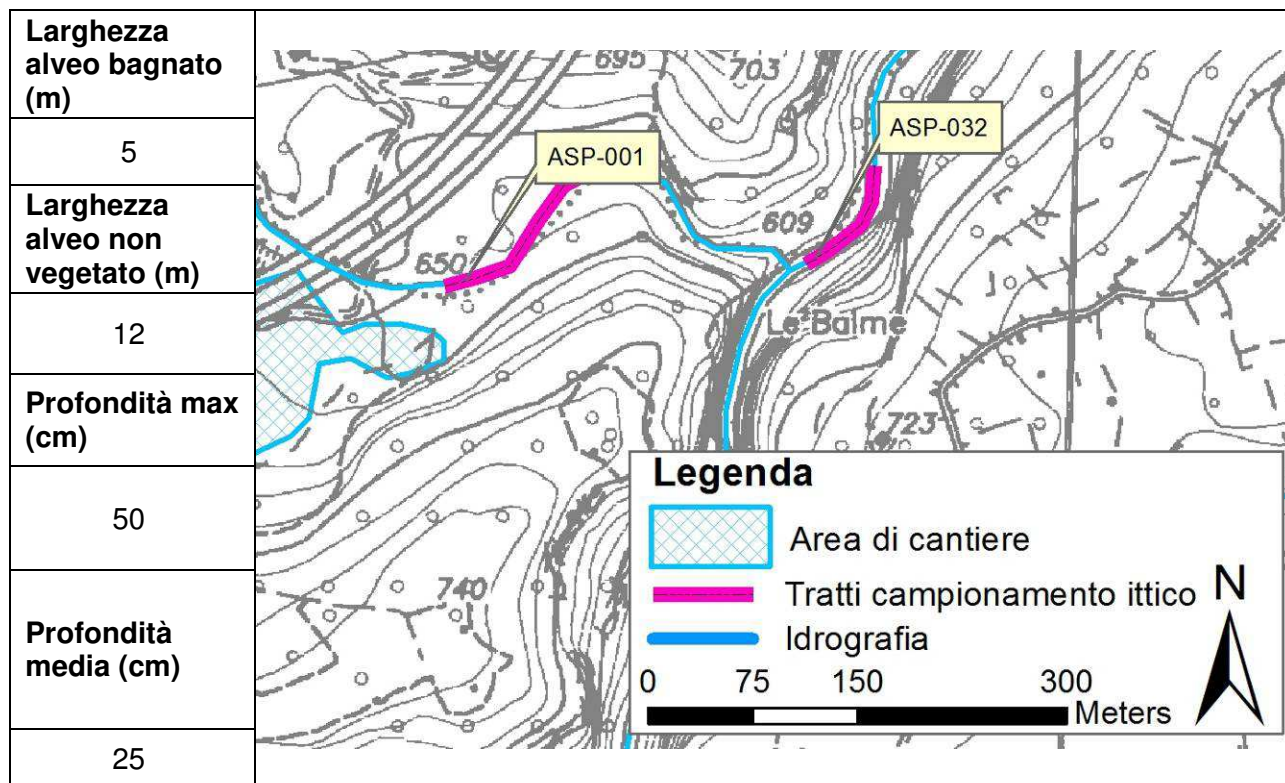 Larghezza
alveo bagnato
(m)
5
Larghezza
alveo non
vegetato (m)
12
Profondità max
(cm)
50
Profondità
media (cm)
25
695
703
ASP-001
ASP-032
609
650
Le Balme
723
740
Legenda
Area di cantiere
Tratti campionamento ittico
Idrografia
N
0 75 150 300
Meters